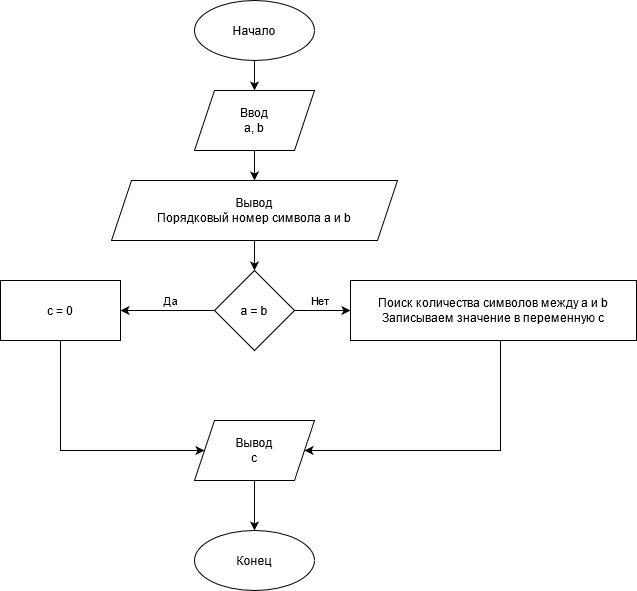 Начало
Ввод
a, b
Вывод
Порядковый номер символа a и b
Да
Нет
c = 0
a = b
Поиск количества символов между a и b
Записываем значение в переменную c
Вывод
c
Конец